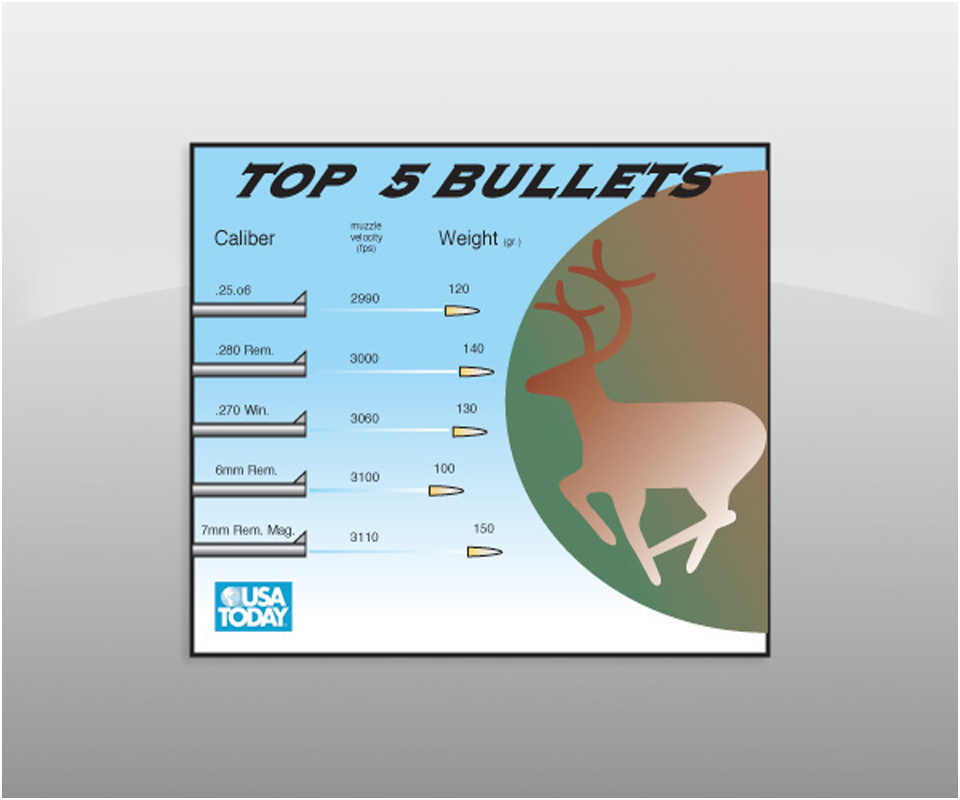 TOP 5 BULLETS
Caliber
muzzle
velocity
(fps)
Weight (gr.)
.25.o6 2990 120
.280 Rem. 3000 140
.270 Win. 3060 130
6mm Rem. 3100 100
7mm Rem. Mag. 3110 150
USA
TODAY